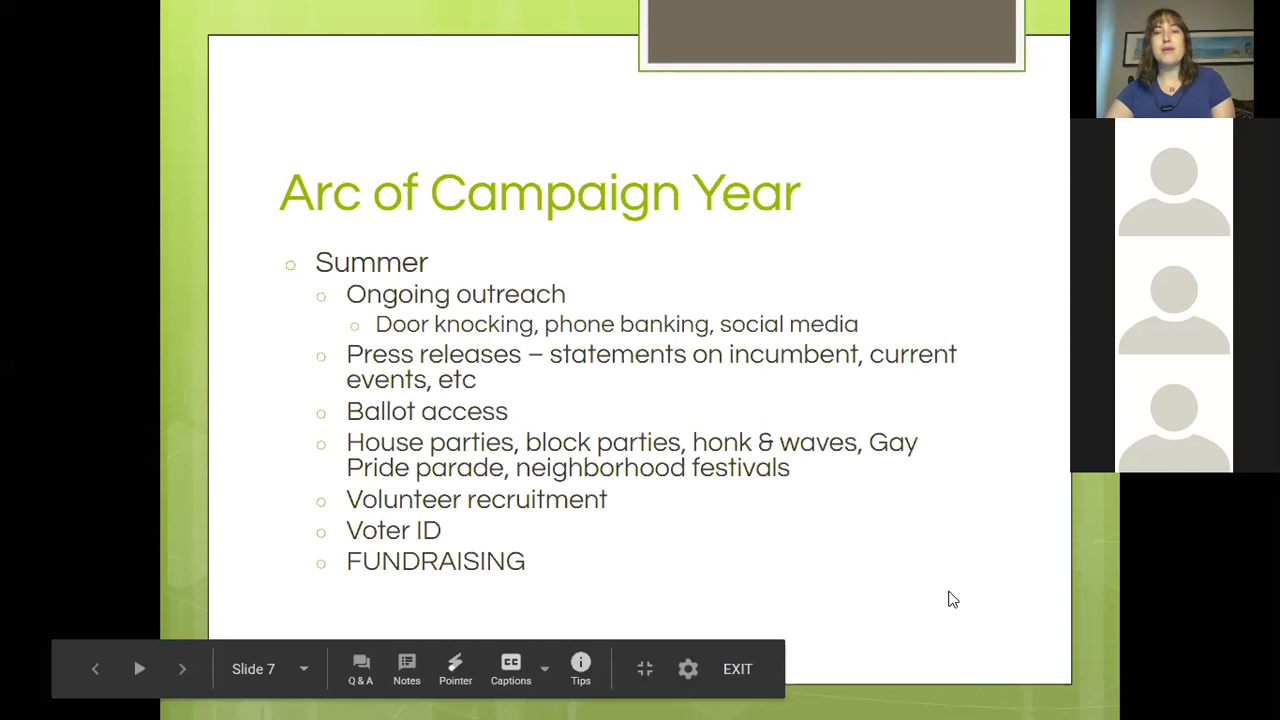 Arc of Campaign Year
Summer
Ongoing outreach
Door knocking, phone banking, social media
Press releases – statements on incumbent, current
events, etc
Ballot access
House parties, block parties, honk & waves, Gay
Pride parade, neighborhood festivals
Volunteer recruitment
Voter ID
FUNDRAISING
Slide 7
Q & A
Notes
Pointer
CC
Captions
Tips
EXIT